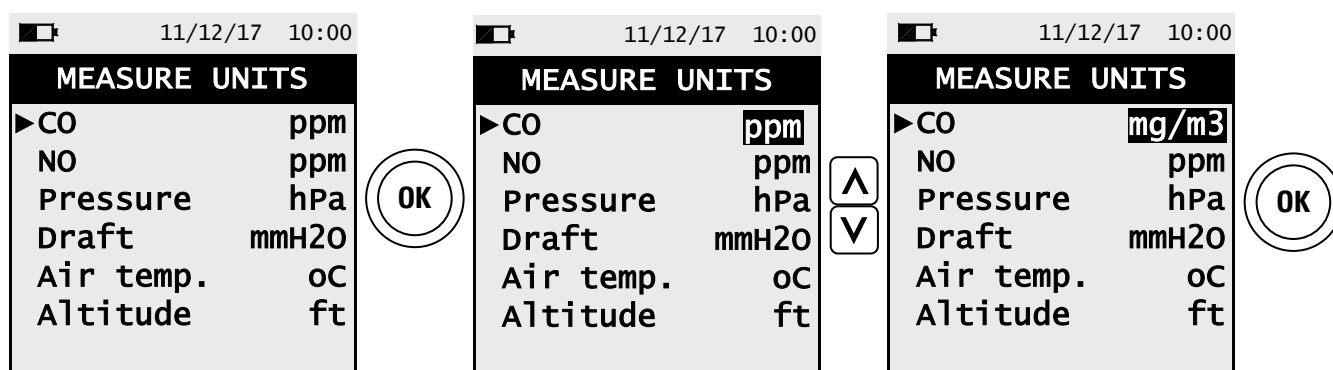 11/12/17 10:00
MEASURE UNITS
CO ppm
NO ppm
Pressure hPa
Draft mmH2O
Air temp. oC
Altitude ft
OK
11/12/17 10:00
MEASURE UNITS
CO ppm
NO ppm
Pressure hPa
Draft mmH2O
Air temp. oC
Altitude ft
11/12/17 10:00
MEASURE UNITS
CO mg/m3
NO ppm
Pressure hPa
Draft mmH2O
Air temp. oC
Altitude ft
OK